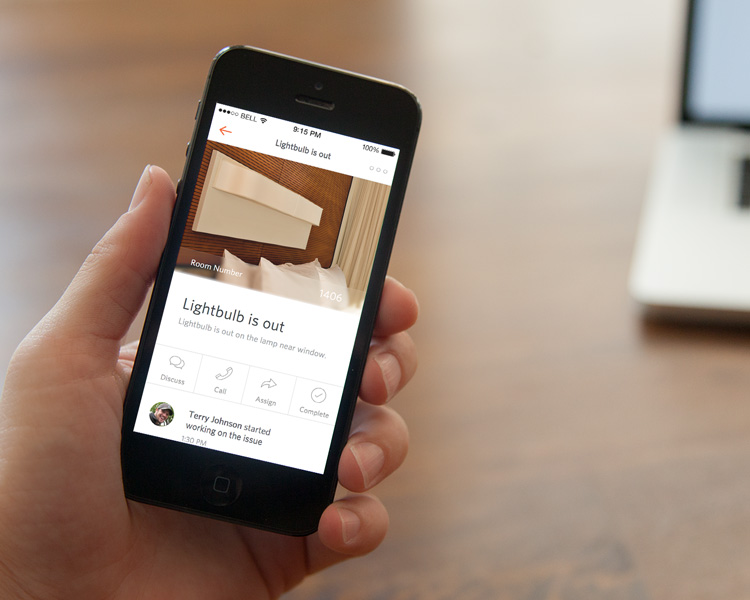 BELL
9:15 PM
100%
Lightbulb is out
Room Number
1406
Lightbulb is out
Lightbulb is out on the lamp near window.
Discuss
Call
Assign
Complete
Terry Johnson started
working on the issue
1:30 PM